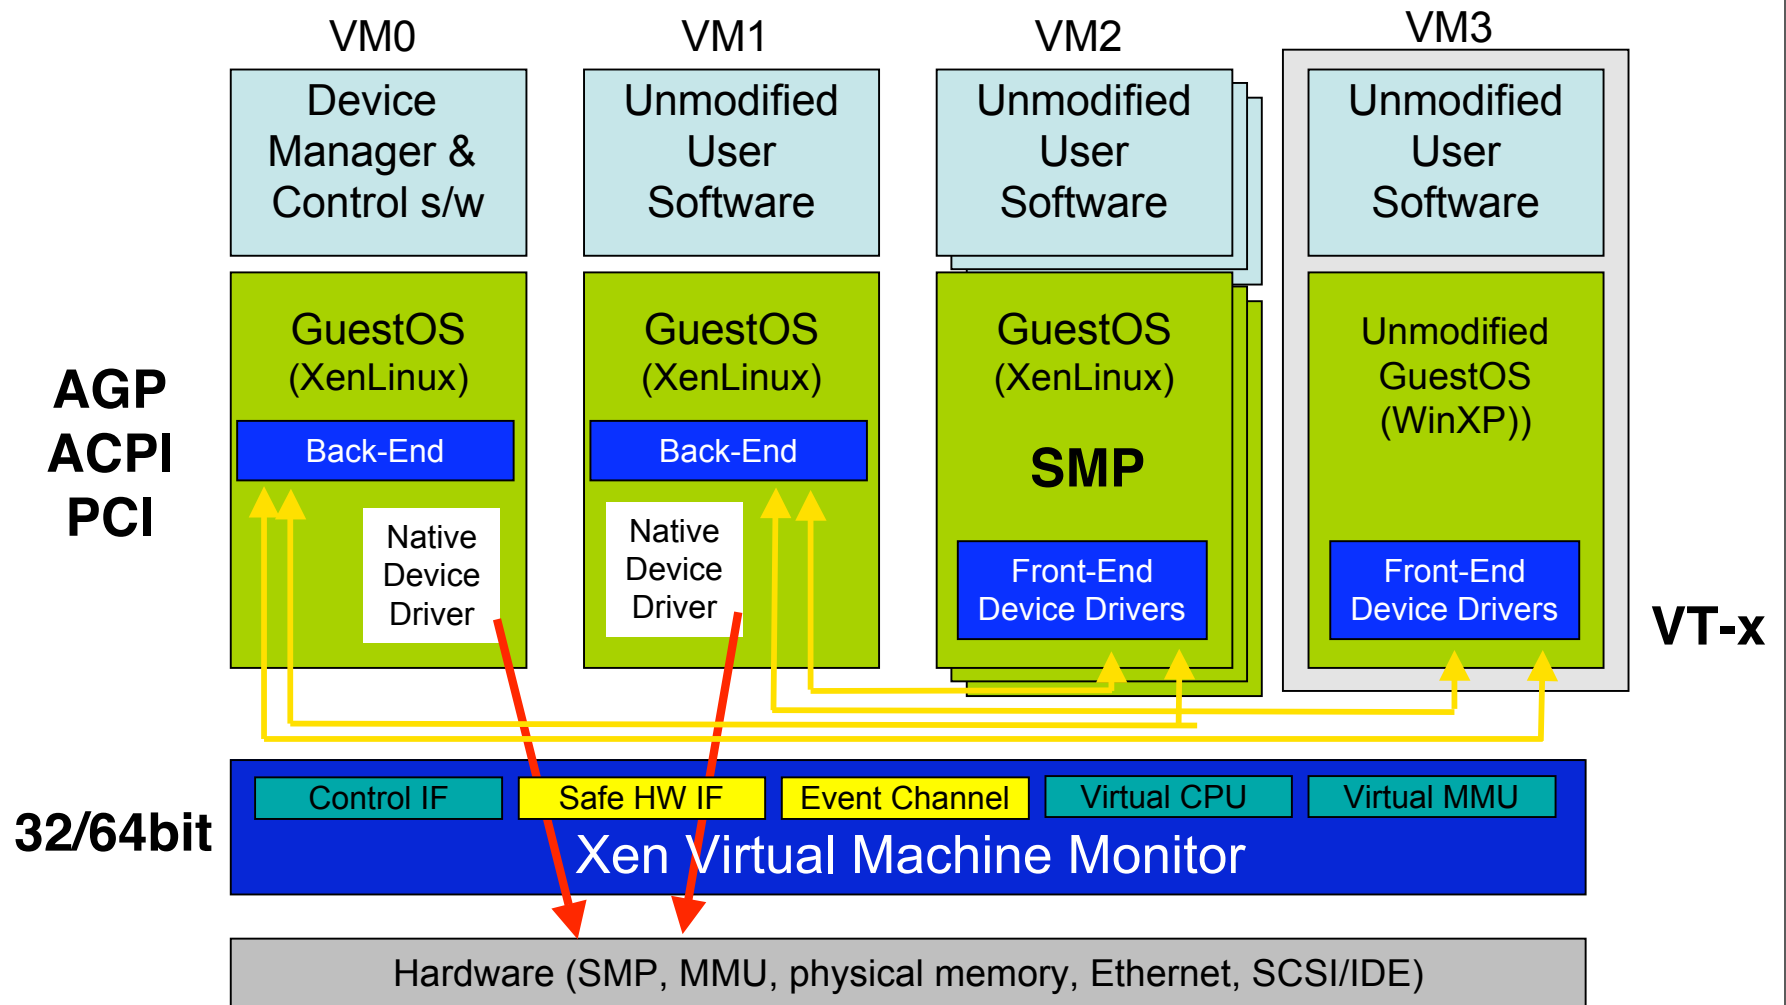 VM0
VM1
VM2
VM3
Device
Manager &
Control s/w
Unmodified
User
Software
Unmodified
User
Software
Unmodified
User
Software
AGP
ACPI
PCI
GuestOS
(XenLinux)
Back-End
Native
Device
Driver
GuestOS
(XenLinux)
Back-End
Native
Device
Driver
GuestOS
(XenLinux)
SMP
Front-End
Device Drivers
Unmodified
GuestOS
(WinXP))
Front-End
Device Drivers
VT-x
32/64bit
Control IF
Safe HW IF
Event Channel
Virtual CPU
Virtual MMU
Xen Virtual Machine Monitor
Hardware (SMP, MMU, physical memory, Ethernet, SCSI/IDE)